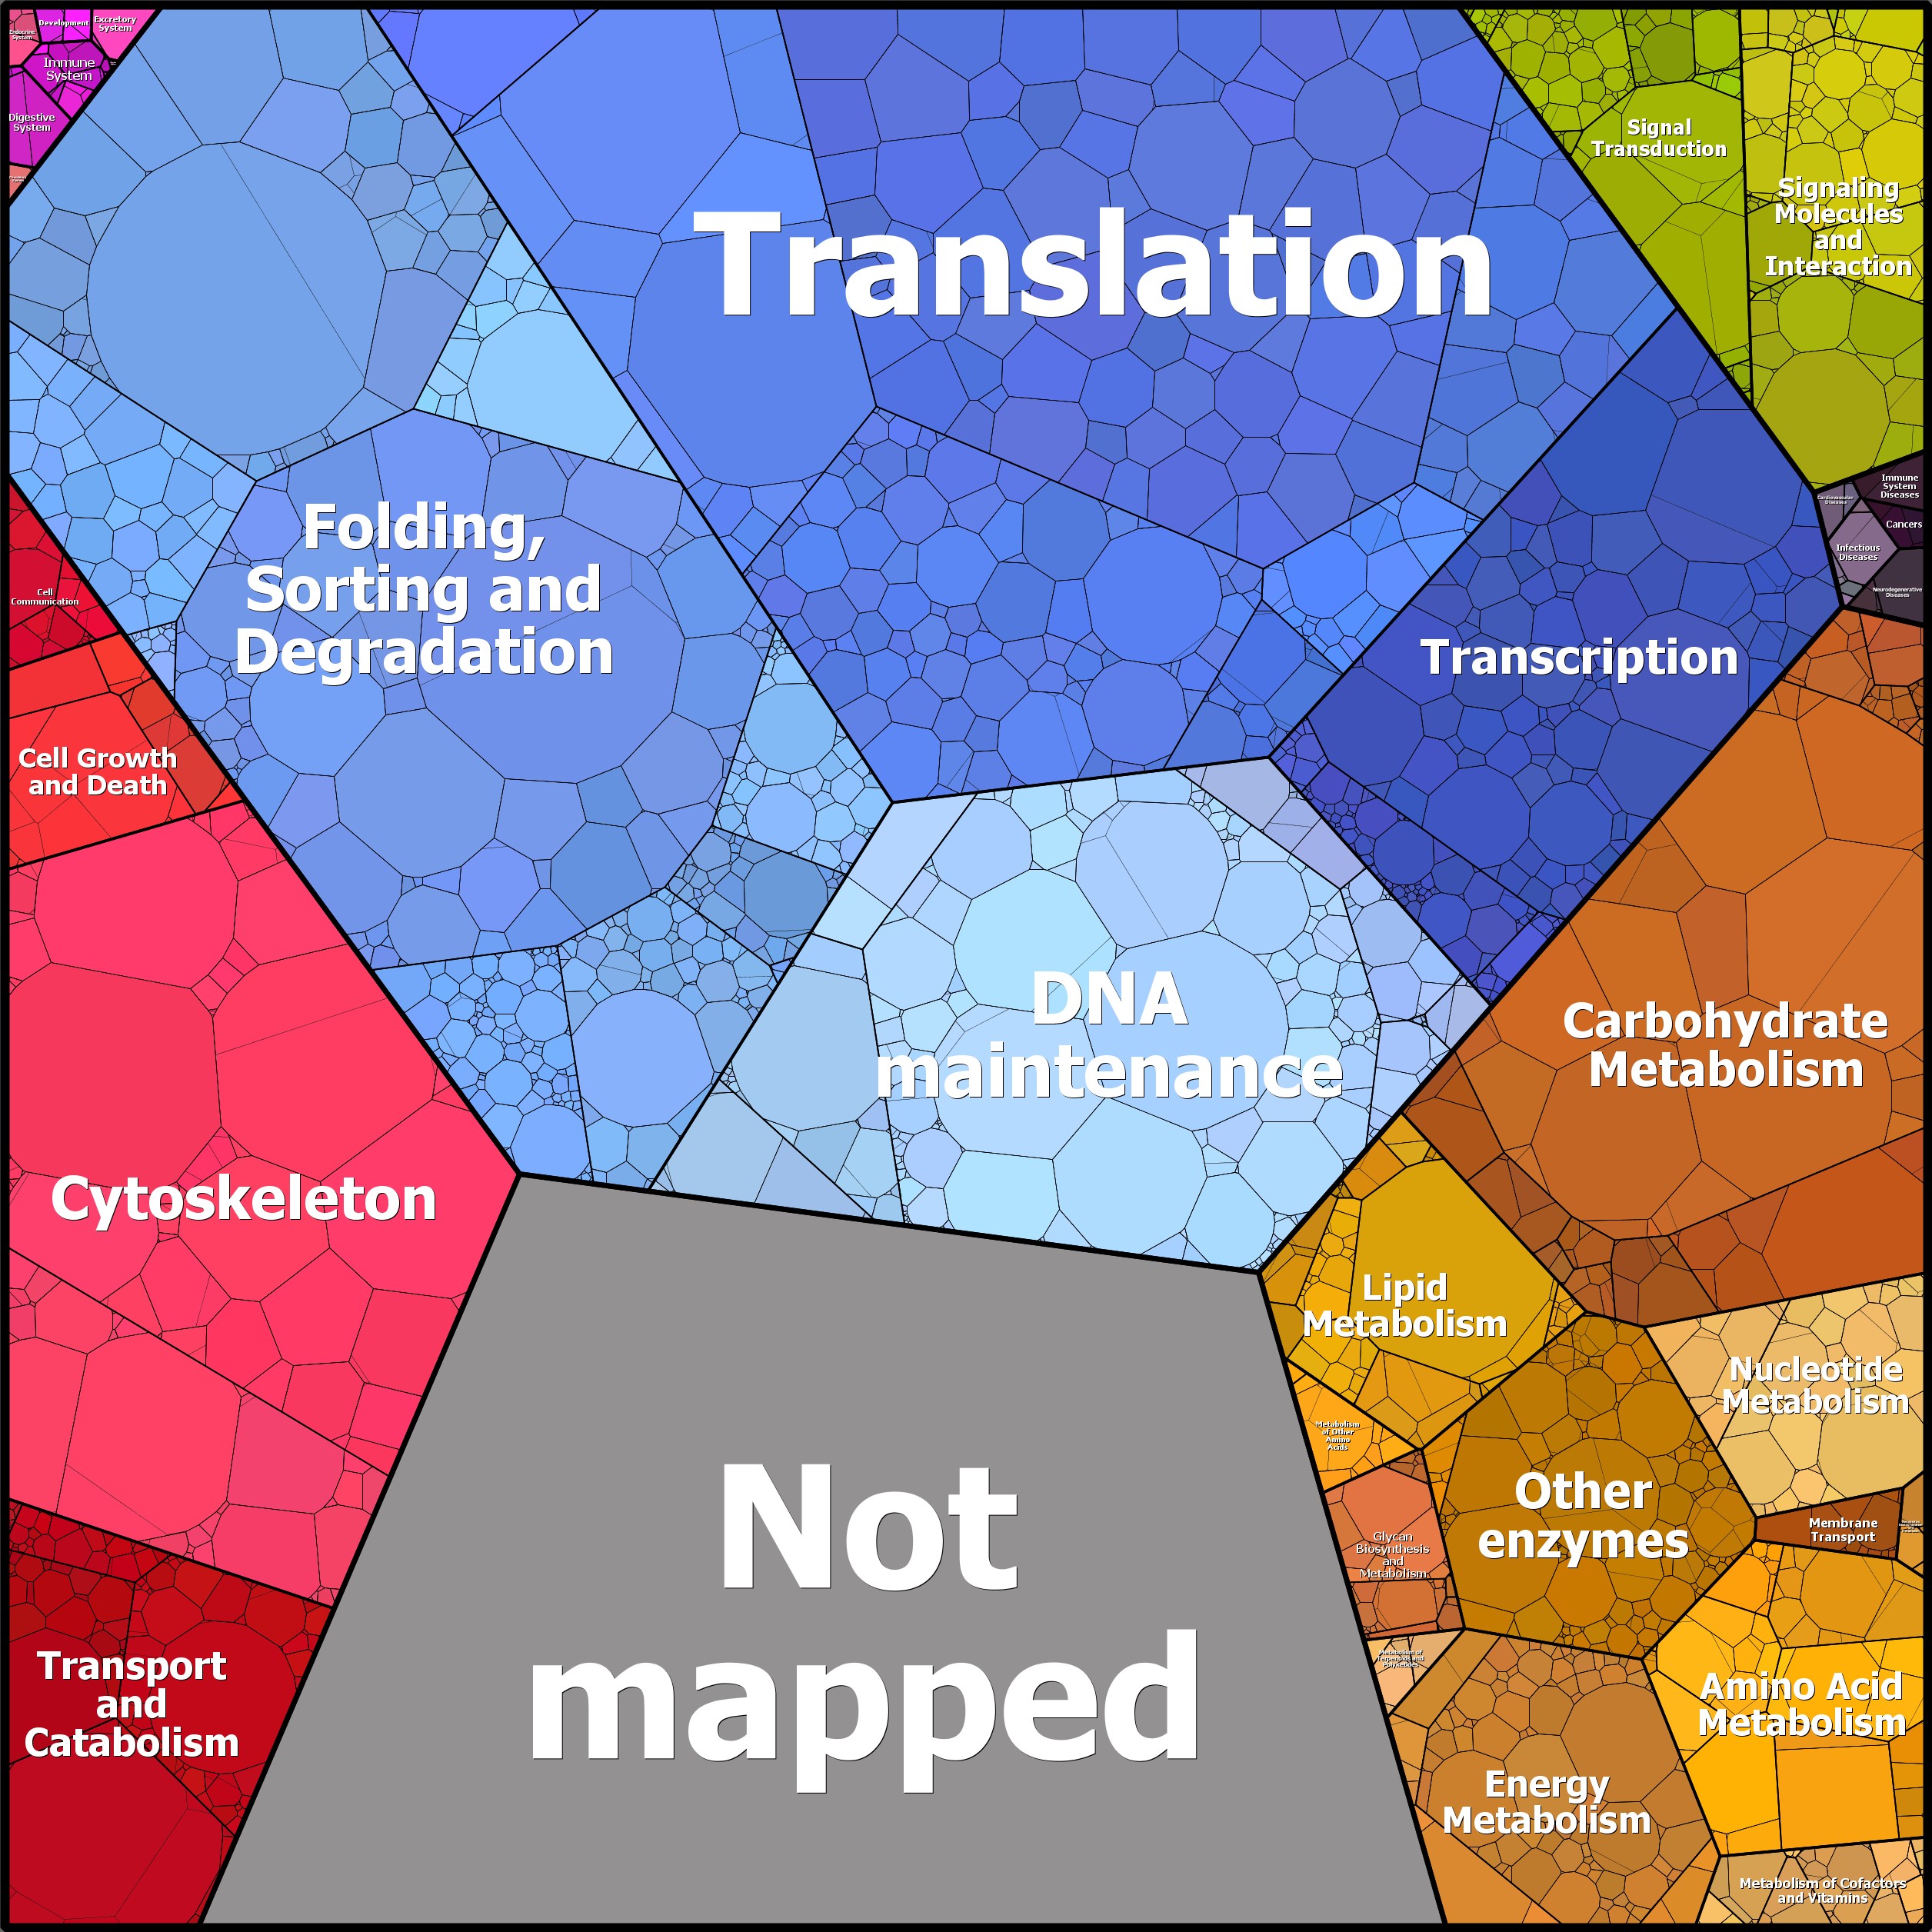 Endocrine
System
Development
Excretory
System
Immune
System
Digestive
System
Translation
Signal
Transduction
Signaling
Molecules
and
Interaction
Folding,
Sorting and
Degradation
Cardiovascular
Diseases
Immune
System
Diseases
Cancers
Infectious
Diseases
Neurodegenerative
Diseases
Cell
Communication
Transcription
Cell Growth
and Death
DNA
maintenance
Carbohydrate
Metabolism
Cytoskeleton
Lipid
Metabolism
Nucleotide
Metabolism
Metabolism
of Other
Amino
Acids
Other
enzymes
Membrane
Transport
Glycan
Biosynthesis
and
Metabolism
Not
mapped
Metabolism of
Terpenoids and
Polyketides
Transport
and
Catabolism
Amino Acid
Metabolism
Energy
Metabolism
Metabolism of Cofactors
and Vitamins